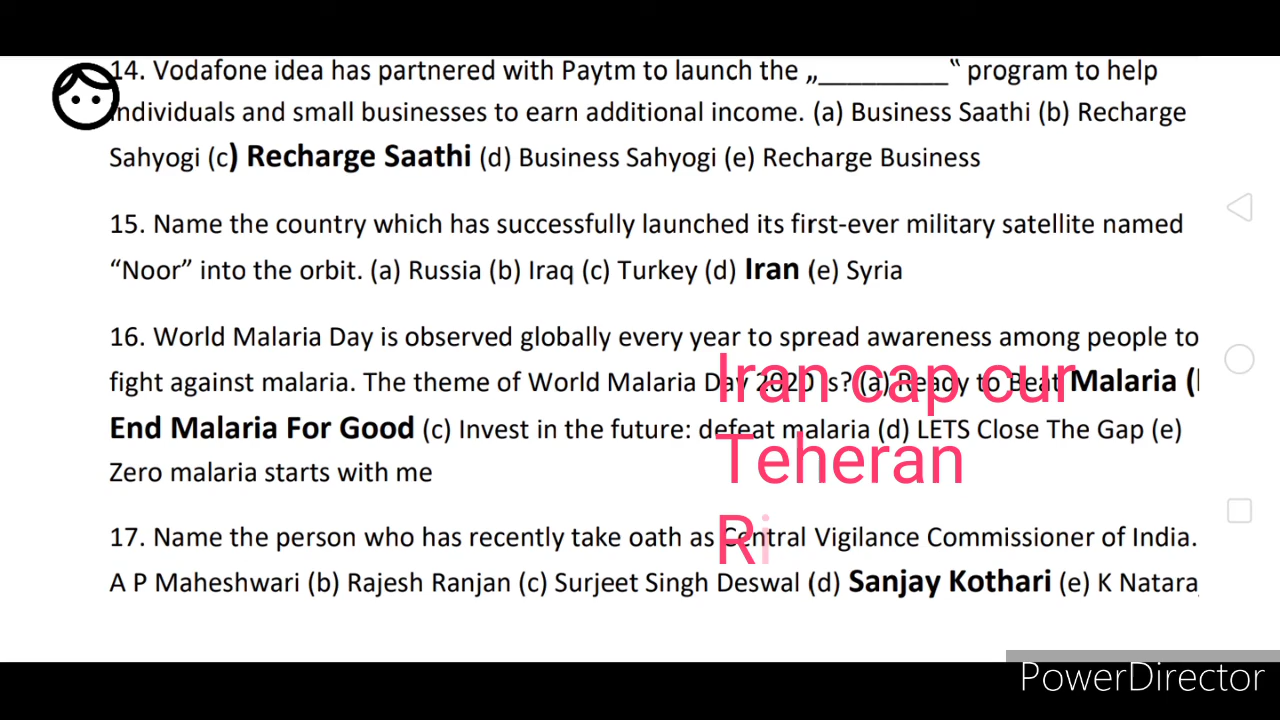 14. Vodafone idea has partnered with Paytm to launch the „_________‟ program to help
individuals and small businesses to earn additional income. (a) Business Saathi (b) Recharge
Sahyogi (c) Recharge Saathi (d) Business Sahyogi (e) Recharge Business
15. Name the country which has successfully launched its first-ever military satellite named
“Noor” into the orbit. (a) Russia (b) Iraq (c) Turkey (d) Iran (e) Syria
16. World Malaria Day is observed globally every year to spread awareness among people to
fight against malaria. The theme of World Malaria Day 2020 is? (a) Ready to Beat Malaria (
End Malaria For Good (c) Invest in the future: defeat malaria (d) LETS Close The Gap (e)
Zero malaria starts with me
17. Name the person who has recently take oath as Central Vigilance Commissioner of India.
A P Maheshwari (b) Rajesh Ranjan (c) Surjeet Singh Deswal (d) Sanjay Kothari (e) K Nataraj
Iran cap cur
Teheran
Ri
PowerDirector